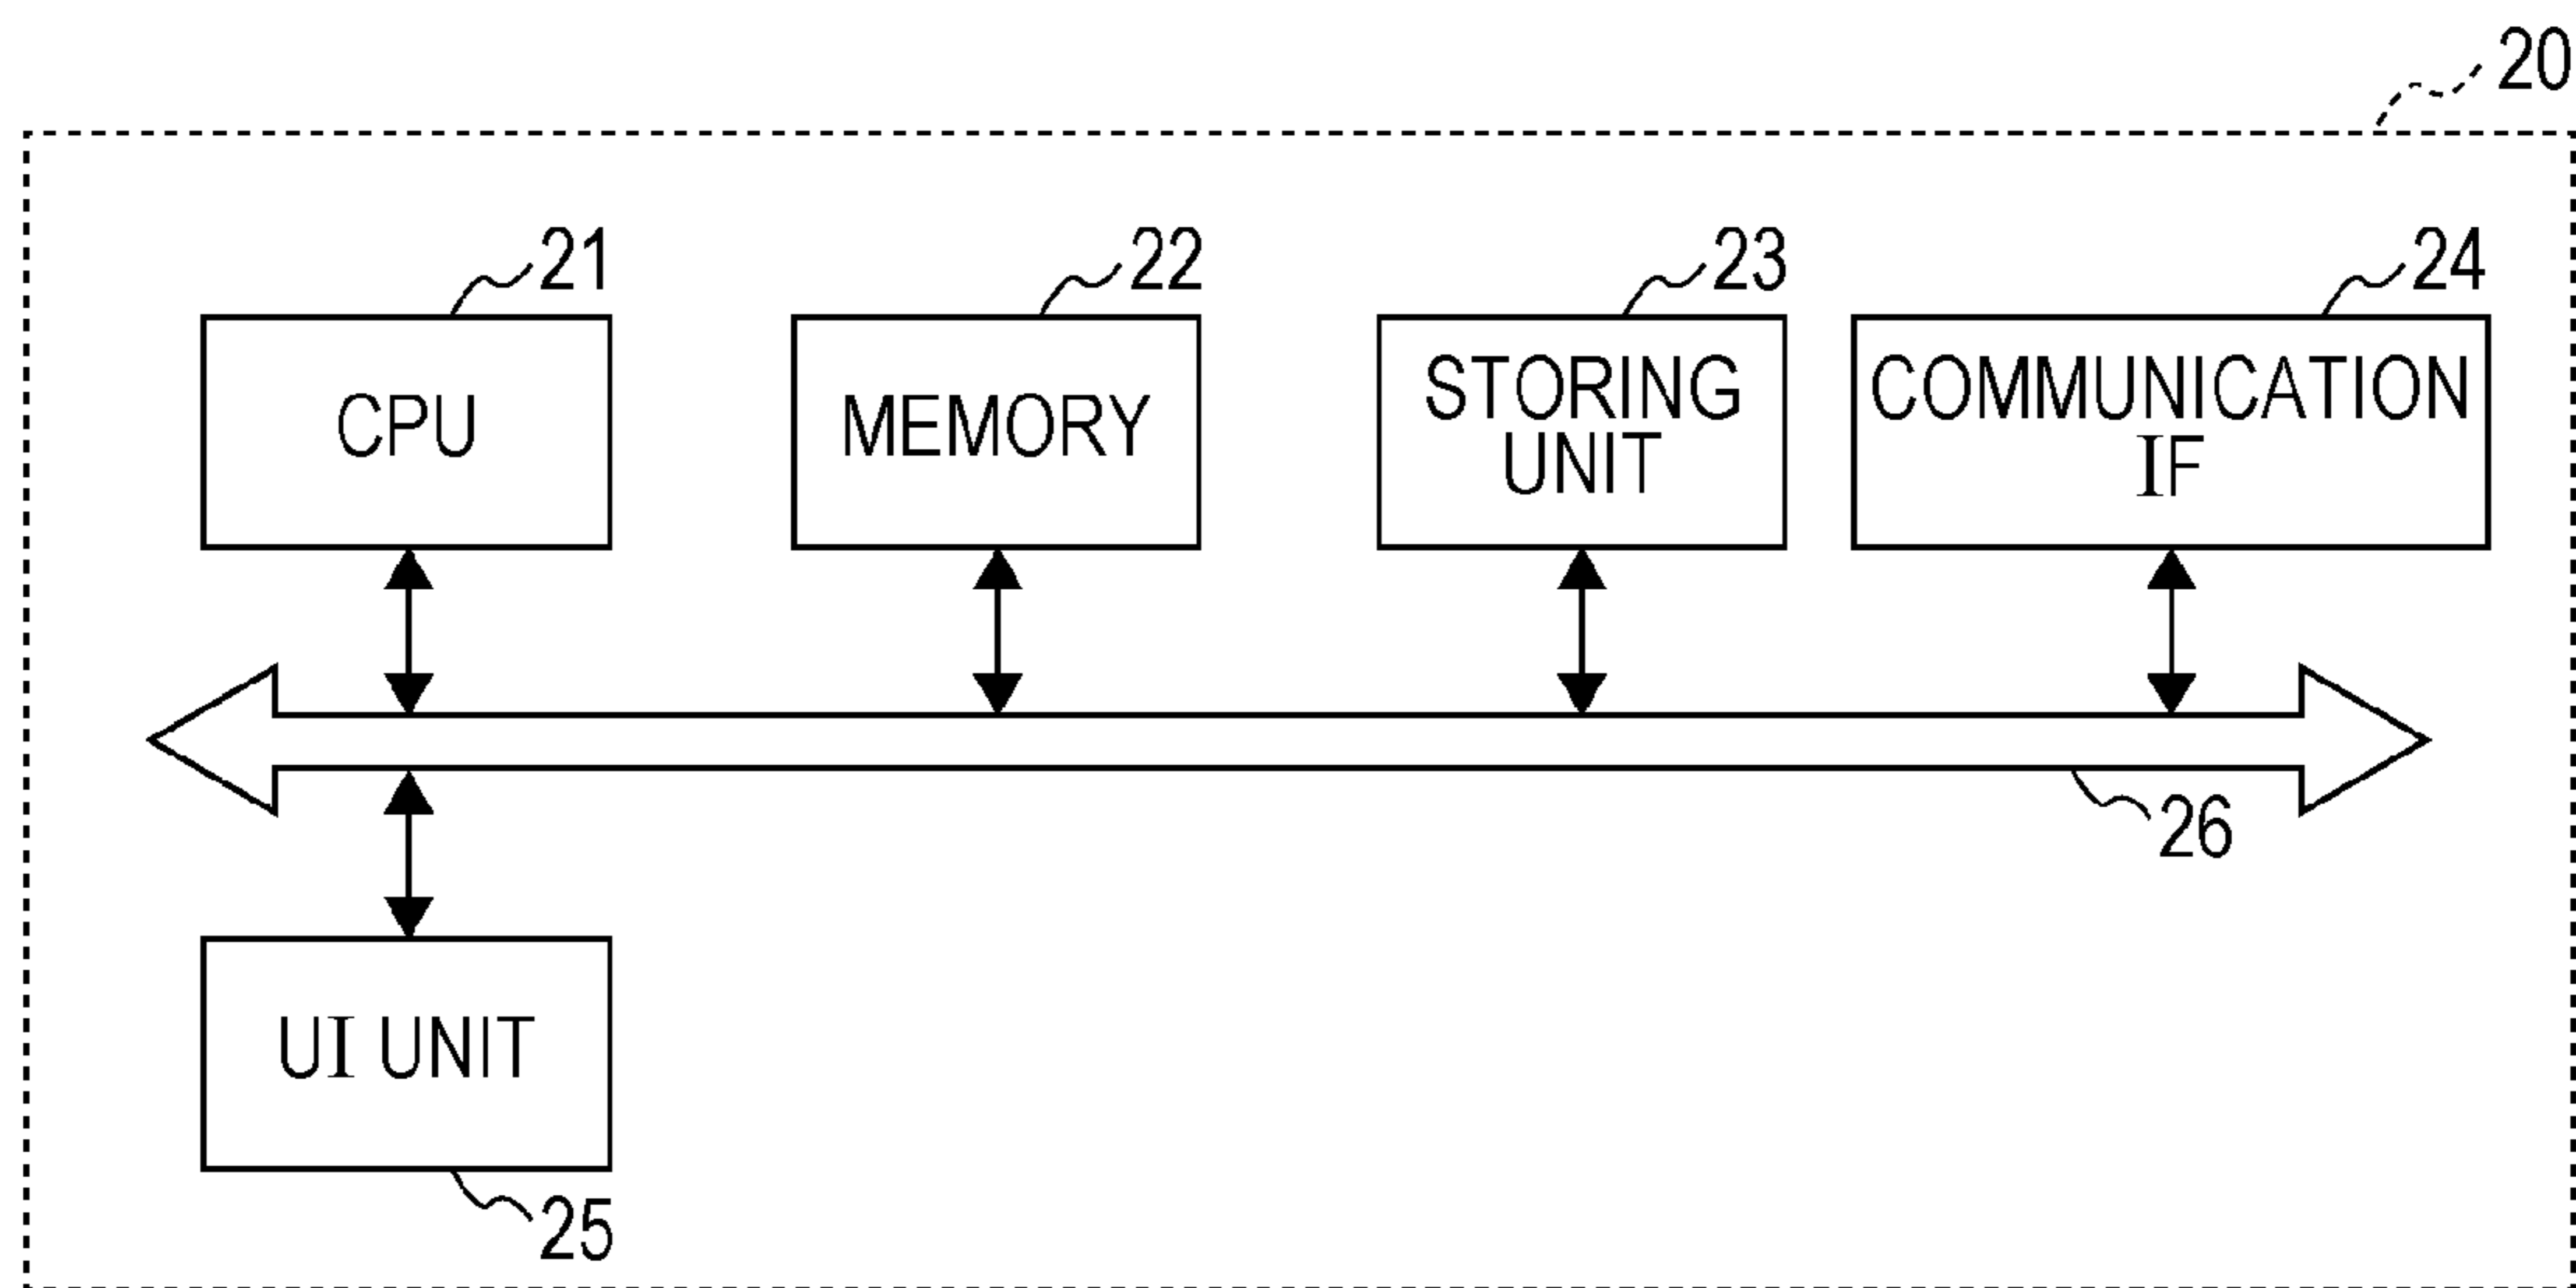 20
21
22
23
24
CPU
MEMORY
STORING
UNIT
COMMUNICATION
IF
26
UI UNIT
25